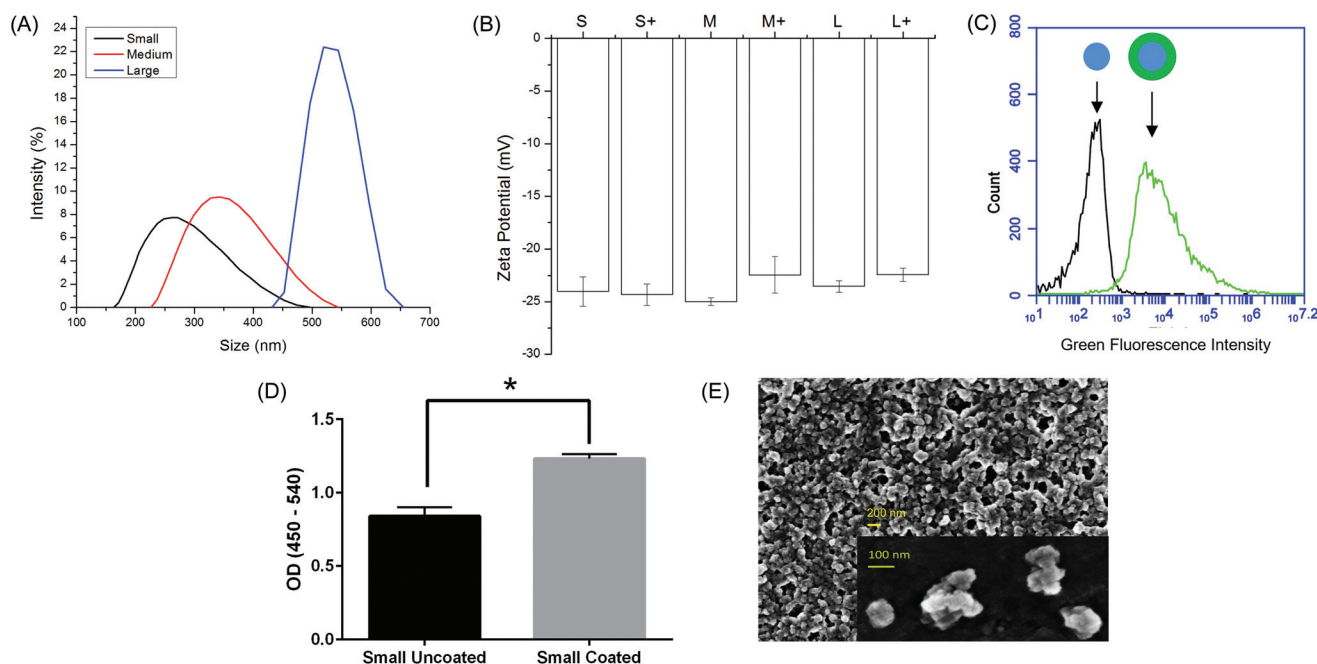 (A)
Small
Medium
Large
Intensity (%)
24
22
20
18
16
14
12
10
8
6
4
2
0
100 200 300 400 500 600 700
Size (nm)
(B)
S S+ M M+ L L+
Zeta Potential (mV)
0
-5
-10
-15
-20
-25
-30
(C)
Count
800
600
400
200
0
10^1 10^2 10^3 10^4 10^5 10^6 10^7.2
Green Fluorescence Intensity
(D)
*
OD (450 - 540)
1.5
1.0
0.5
0.0
Small Uncoated Small Coated
(E)
200 nm
100 nm